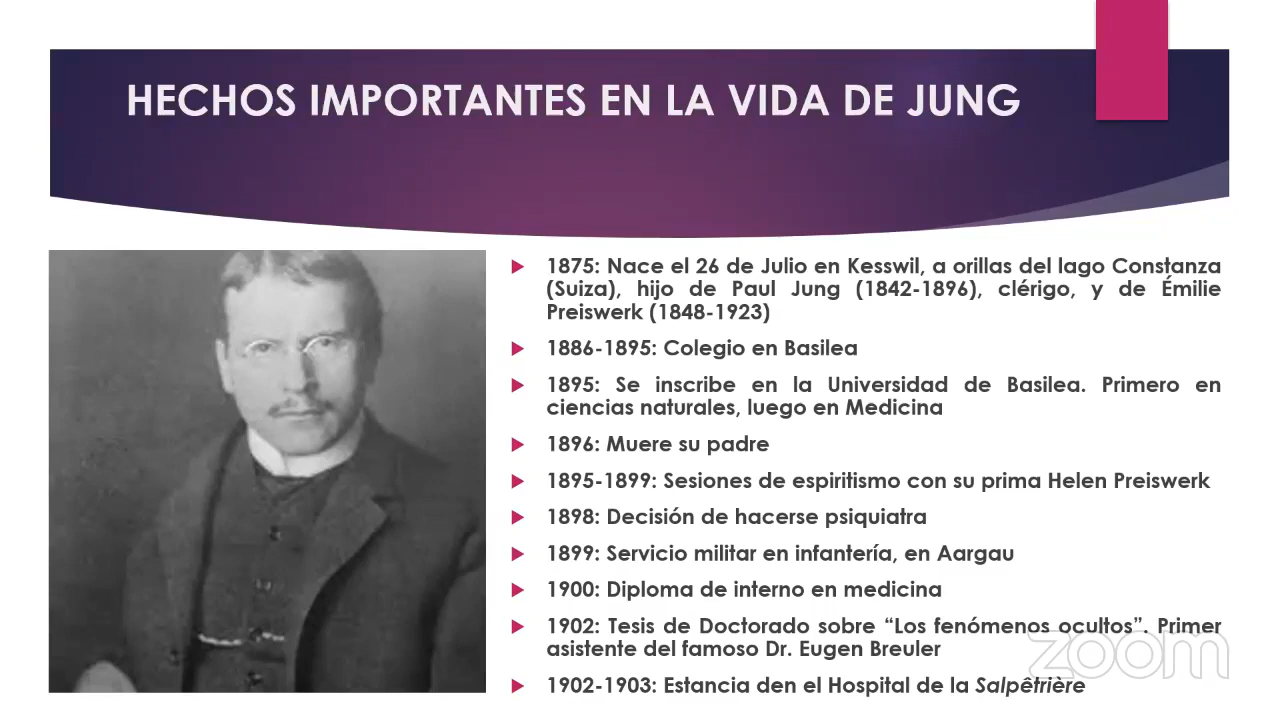 HECHOS IMPORTANTES EN LA VIDA DE JUNG
1875: Nace el 26 de Julio en Kesswil, a orillas del lago Constanza
(Suiza), hijo de Paul Jung (1842-1896), clérigo, y de Émilie
Preiswerk (1848-1923)
1886-1895: Colegio en Basilea
1895: Se inscribe en la Universidad de Basilea. Primero en
ciencias naturales, luego en Medicina
1896: Muere su padre
1895-1899: Sesiones de espiritismo con su prima Helen Preiswerk
1898: Decisión de hacerse psiquiatra
1899: Servicio militar en infantería, en Aargau
1900: Diploma de interno en medicina
1902: Tesis de Doctorado sobre “Los fenómenos ocultos”. Primer
asistente del famoso Dr. Eugen Breuler
1902-1903: Estancia den el Hospital de la Salpêtrière
zoom